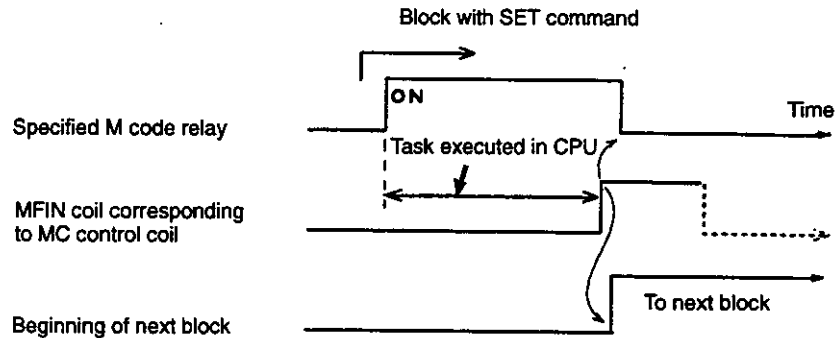 Block with SET command
ON
Specified M code relay
Time
Task executed in CPU
MFIN coil corresponding
to MC control coil
To next block
Beginning of next block